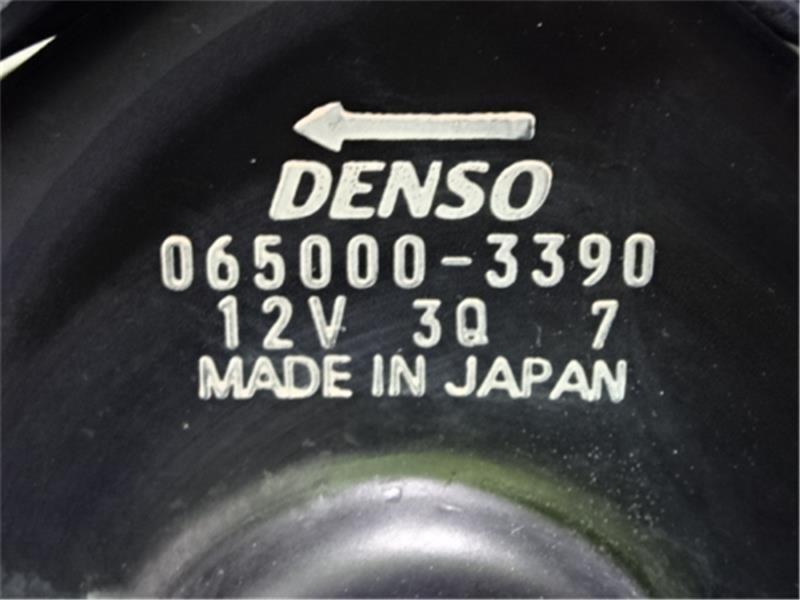 DENSO
065000-3390
12V 3Q 7
MADE IN JAPAN